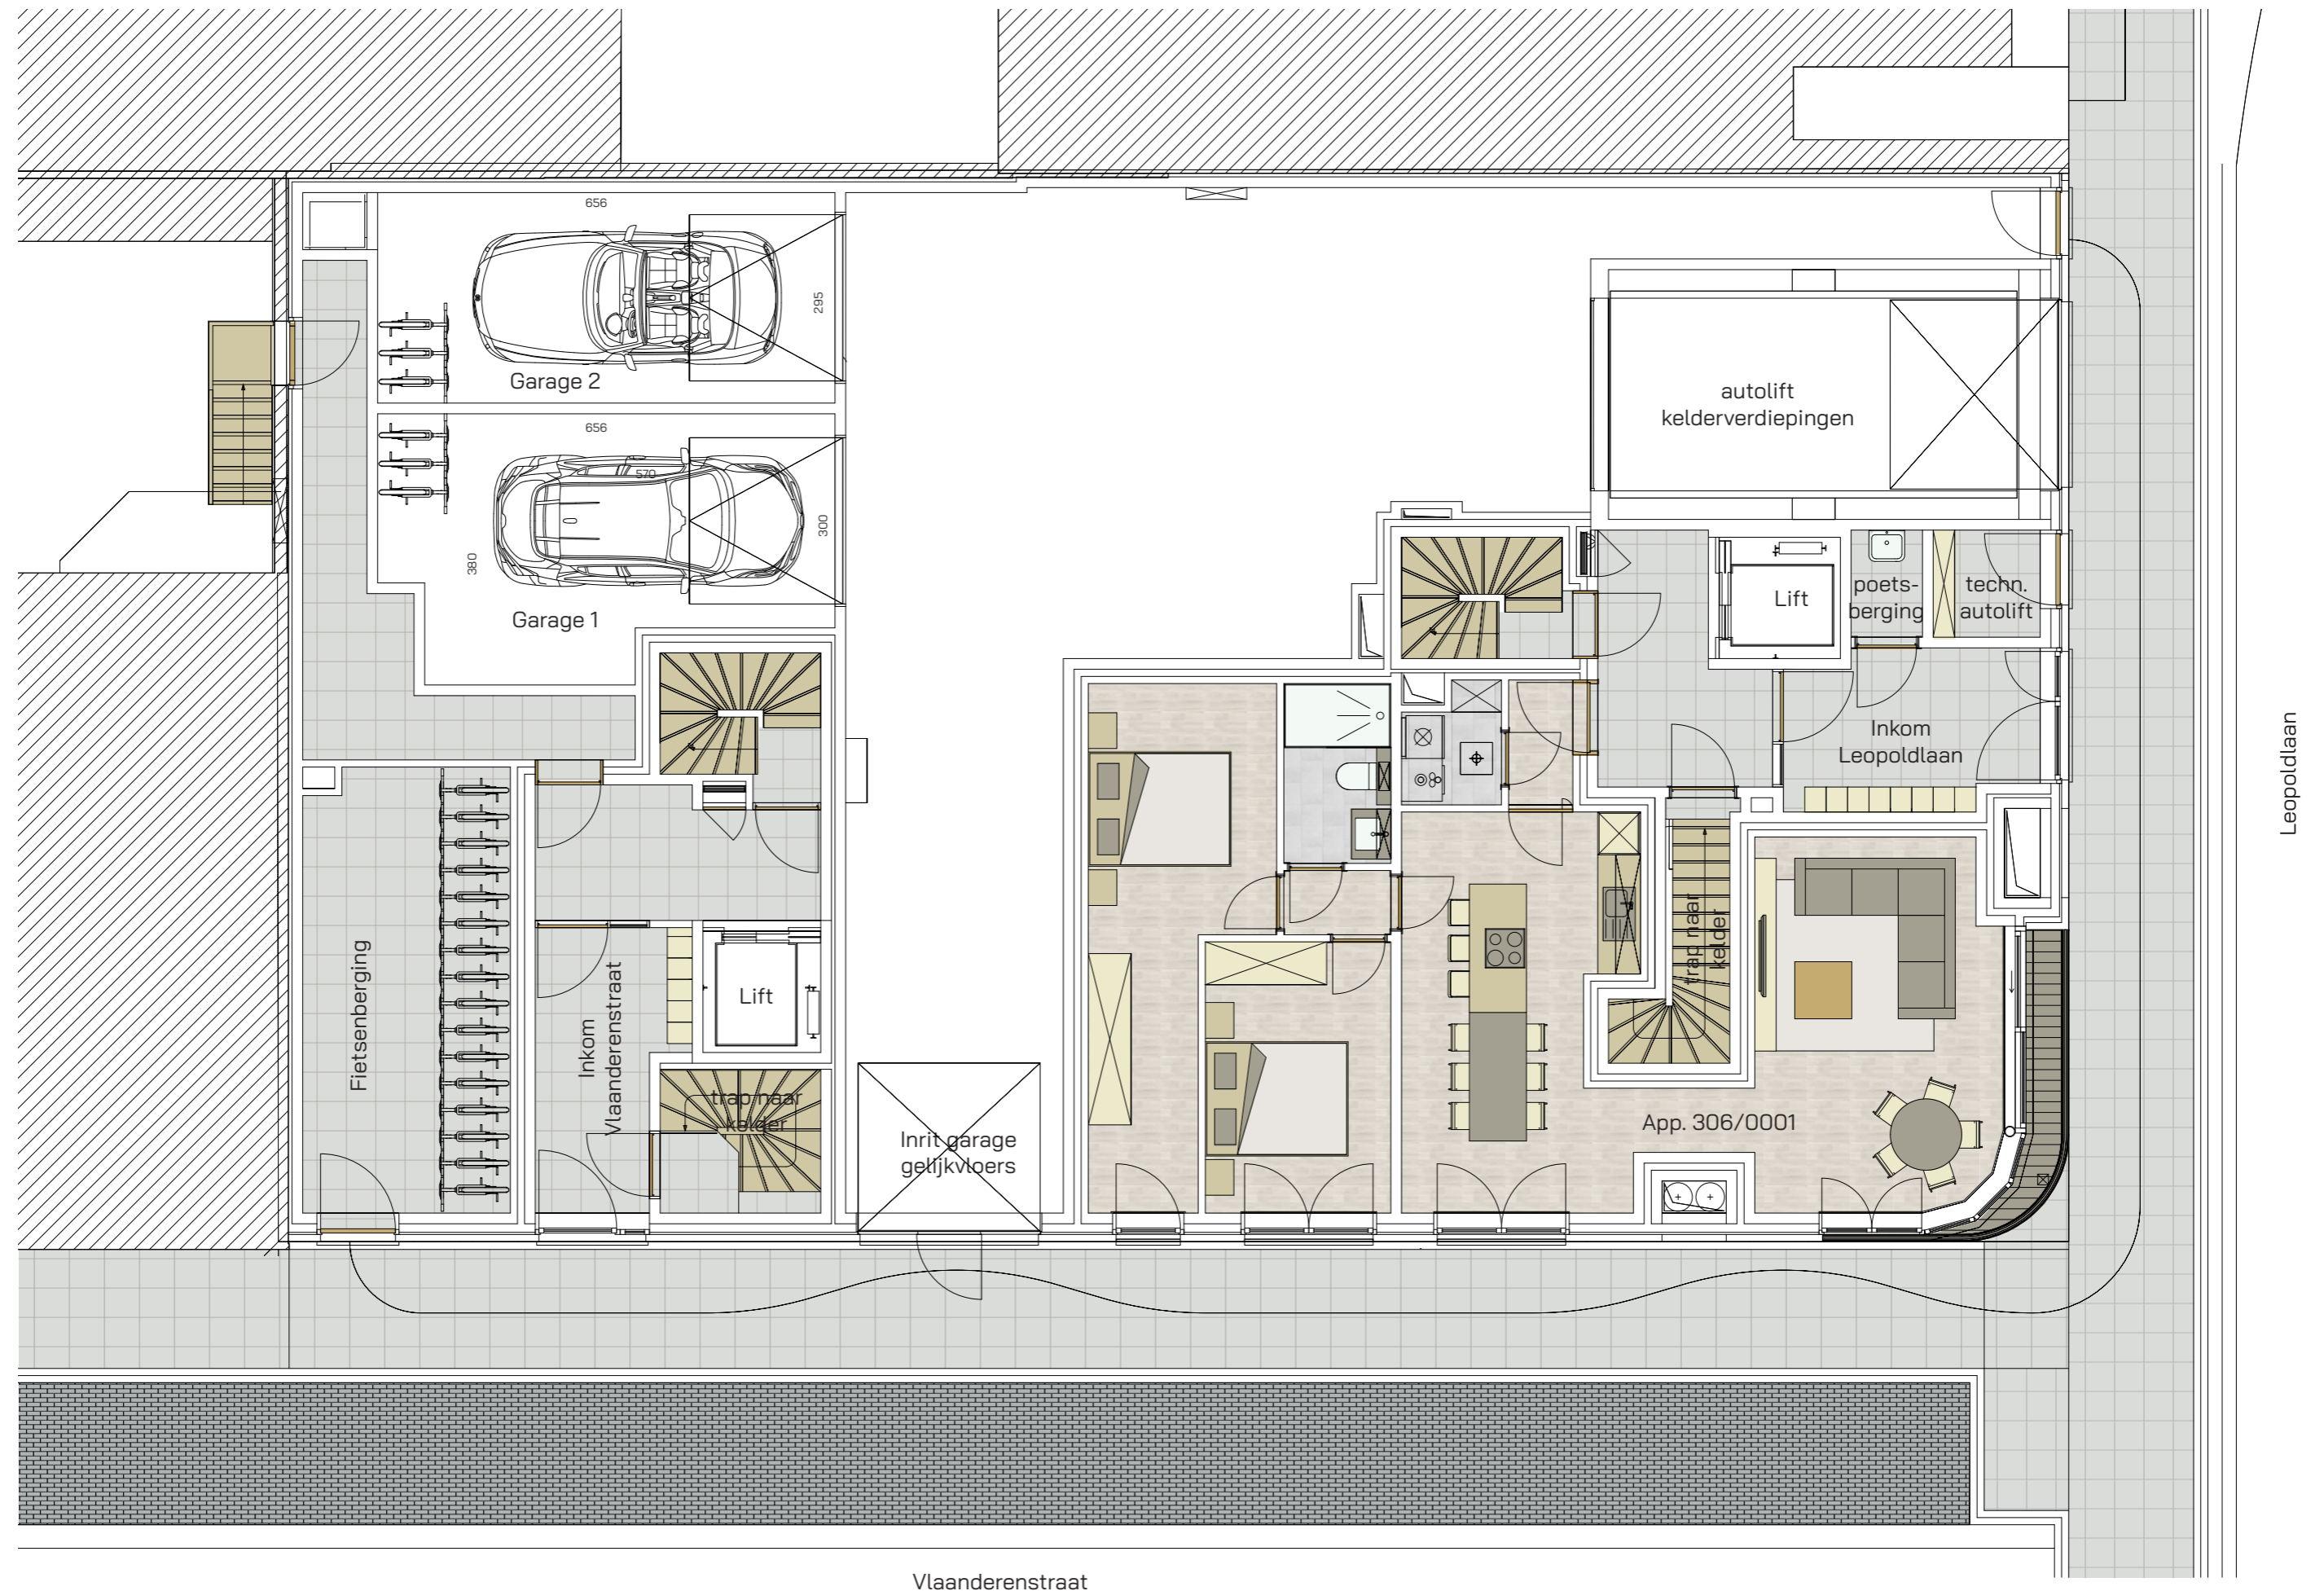 656
295
Garage 2
656
570
300
380
Garage 1
autolift
kelderverdiepingen
Lift
poets-
berging
techn.
autolift
Inkom
Leopoldlaan
Leopoldlaan
trap naar
kelder
Fietsenberging
Inkom
Vlaanderenstraat
Lift
trap naar
kelder
Inrit garage
gelijkvloers
App. 306/0001
Vlaanderenstraat